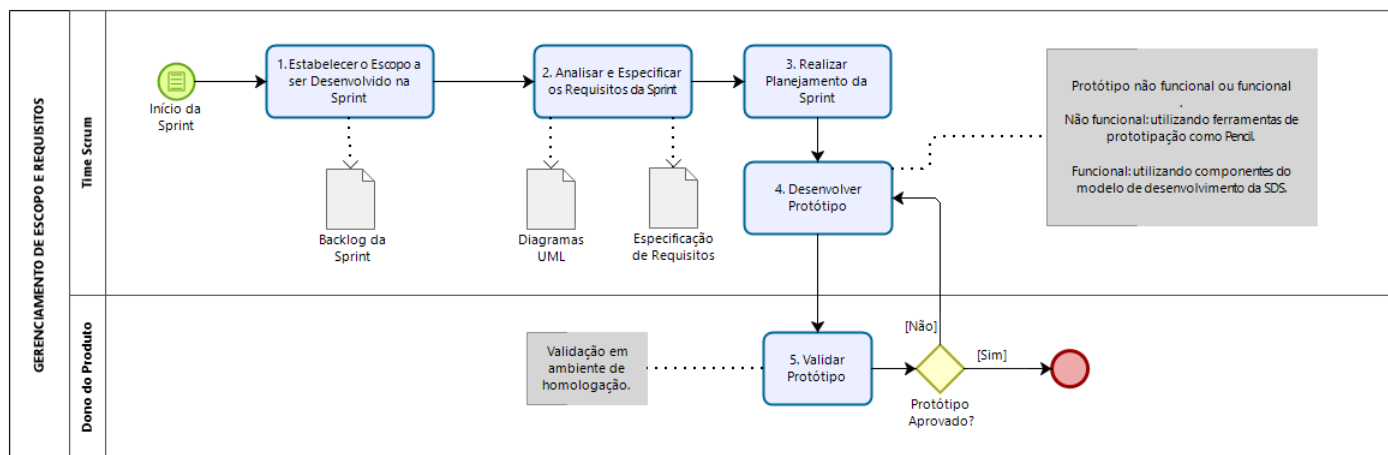 GERENCIAMENTO DE ESCOPO E REQUISITOS
Time Scrum
Início da
Sprint
1. Estabelecer o Escopo a
ser Desenvolvido na
Sprint
2. Analisar e Especificar
os Requisitos da Sprint
3. Realizar
Planejamento da
Sprint
Protótipo não funcional ou funcional
.
Não funcional: utilizando ferramentas de
prototipação como Pencil.
Funcional: utilizando componentes do
modelo de desenvolvimento da SDS.
Backlog da
Sprint
Diagramas
UML
Especificação
de Requisitos
4. Desenvolver
Protótipo
Dono do Produto
Validação em
ambiente de
homologação.
5. Validar
Protótipo
[Não]
[Sim]
Protótipo
Aprovado?